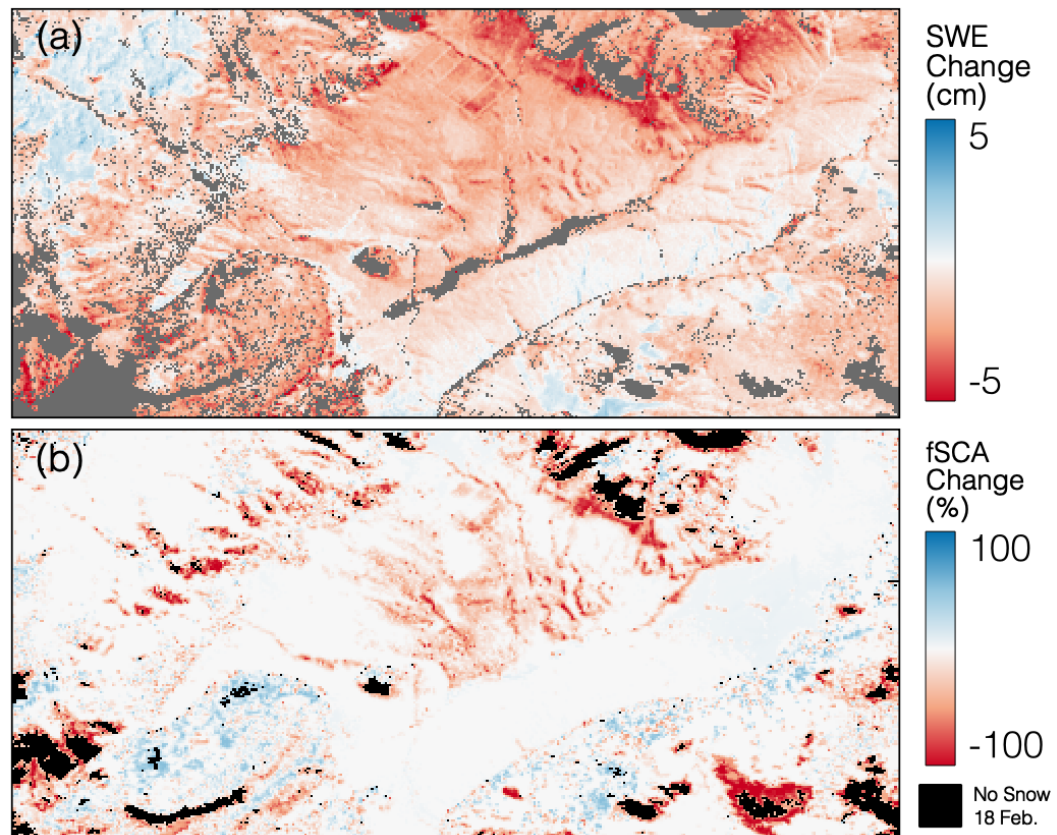 (a)
SWE
Change
(cm)
5
-5
(b)
fSCA
Change
(%)
100
-100
No Snow
18 Feb.